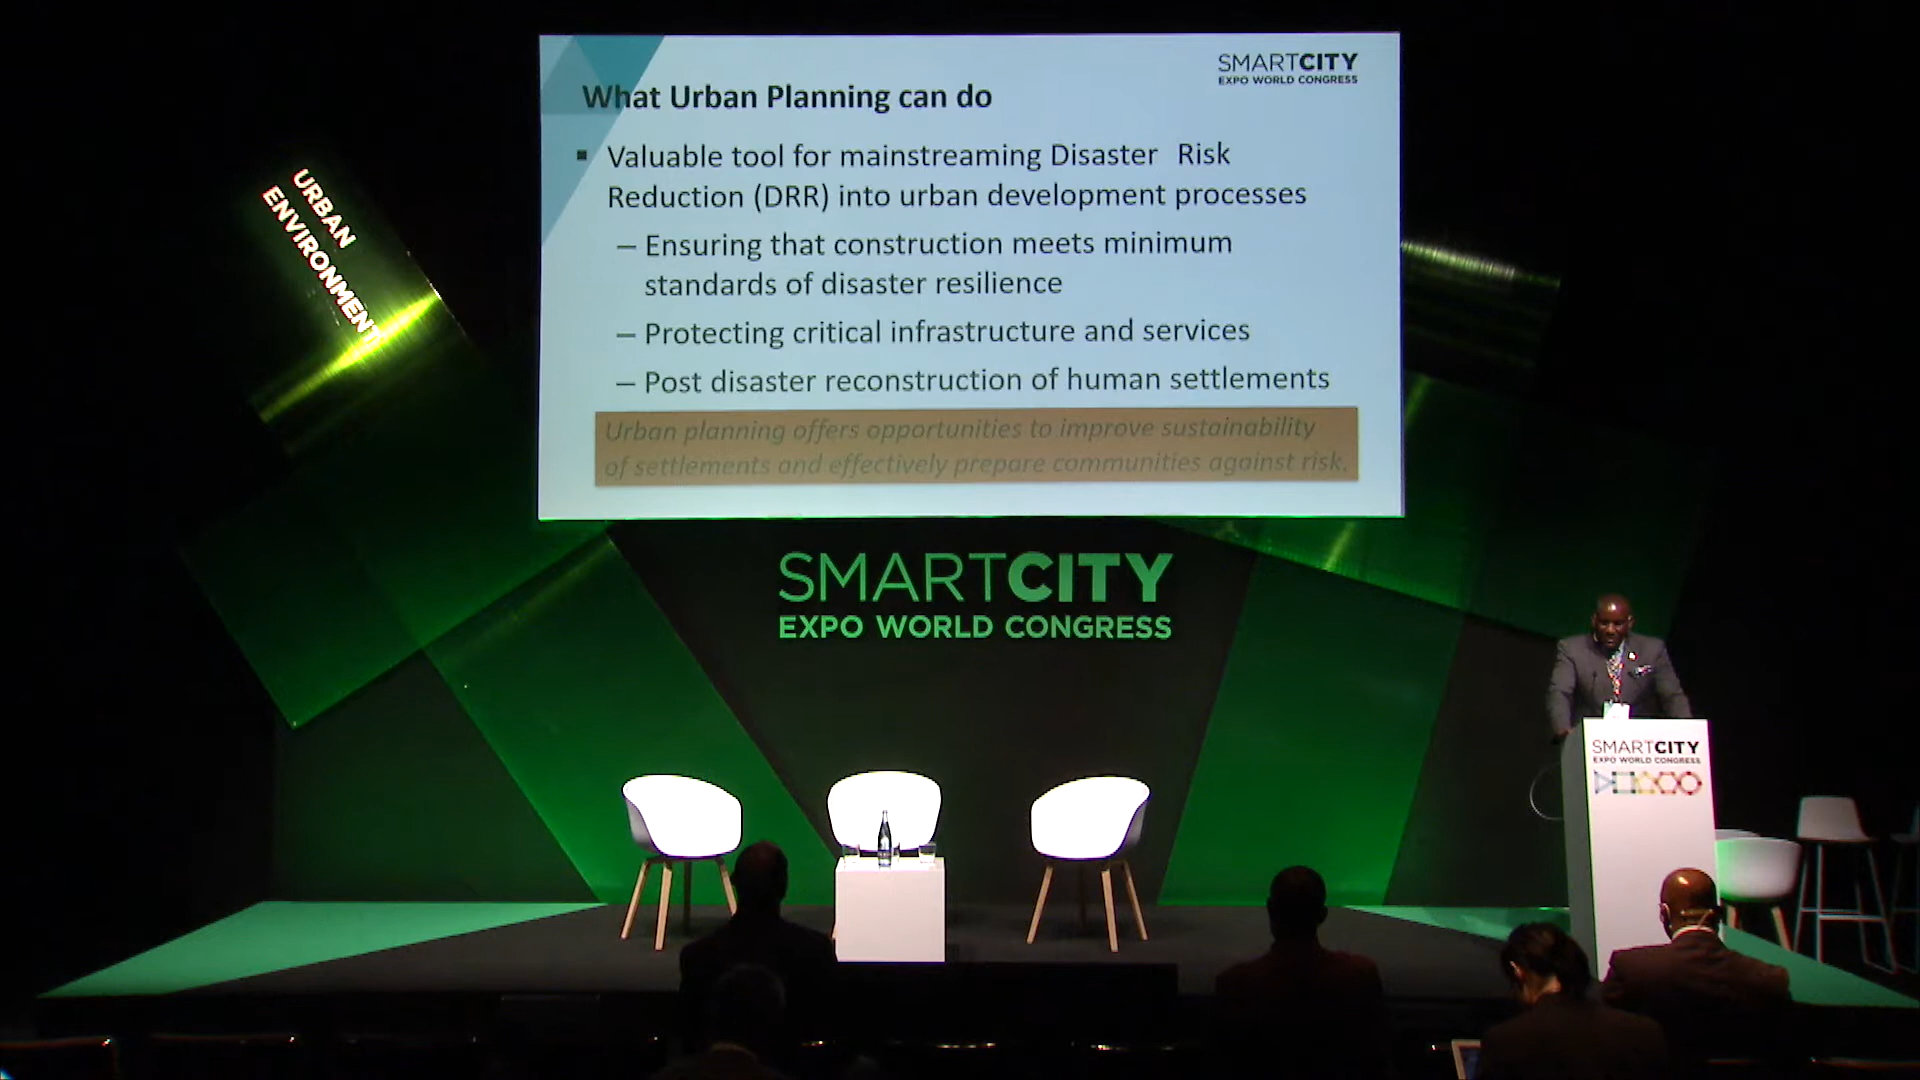 SMARTCITY
EXPO WORLD CONGRESS
What Urban Planning can do
▪ Valuable tool for mainstreaming Disaster Risk
Reduction (DRR) into urban development processes
– Ensuring that construction meets minimum
standards of disaster resilience
– Protecting critical infrastructure and services
– Post disaster reconstruction of human settlements
Urban planning offers opportunities to improve sustainability
of settlements and effectively prepare communities against risk.
URBAN
ENVIRONMENT
SMARTCITY
EXPO WORLD CONGRESS
SMARTCITY
EXPO WORLD CONGRESS